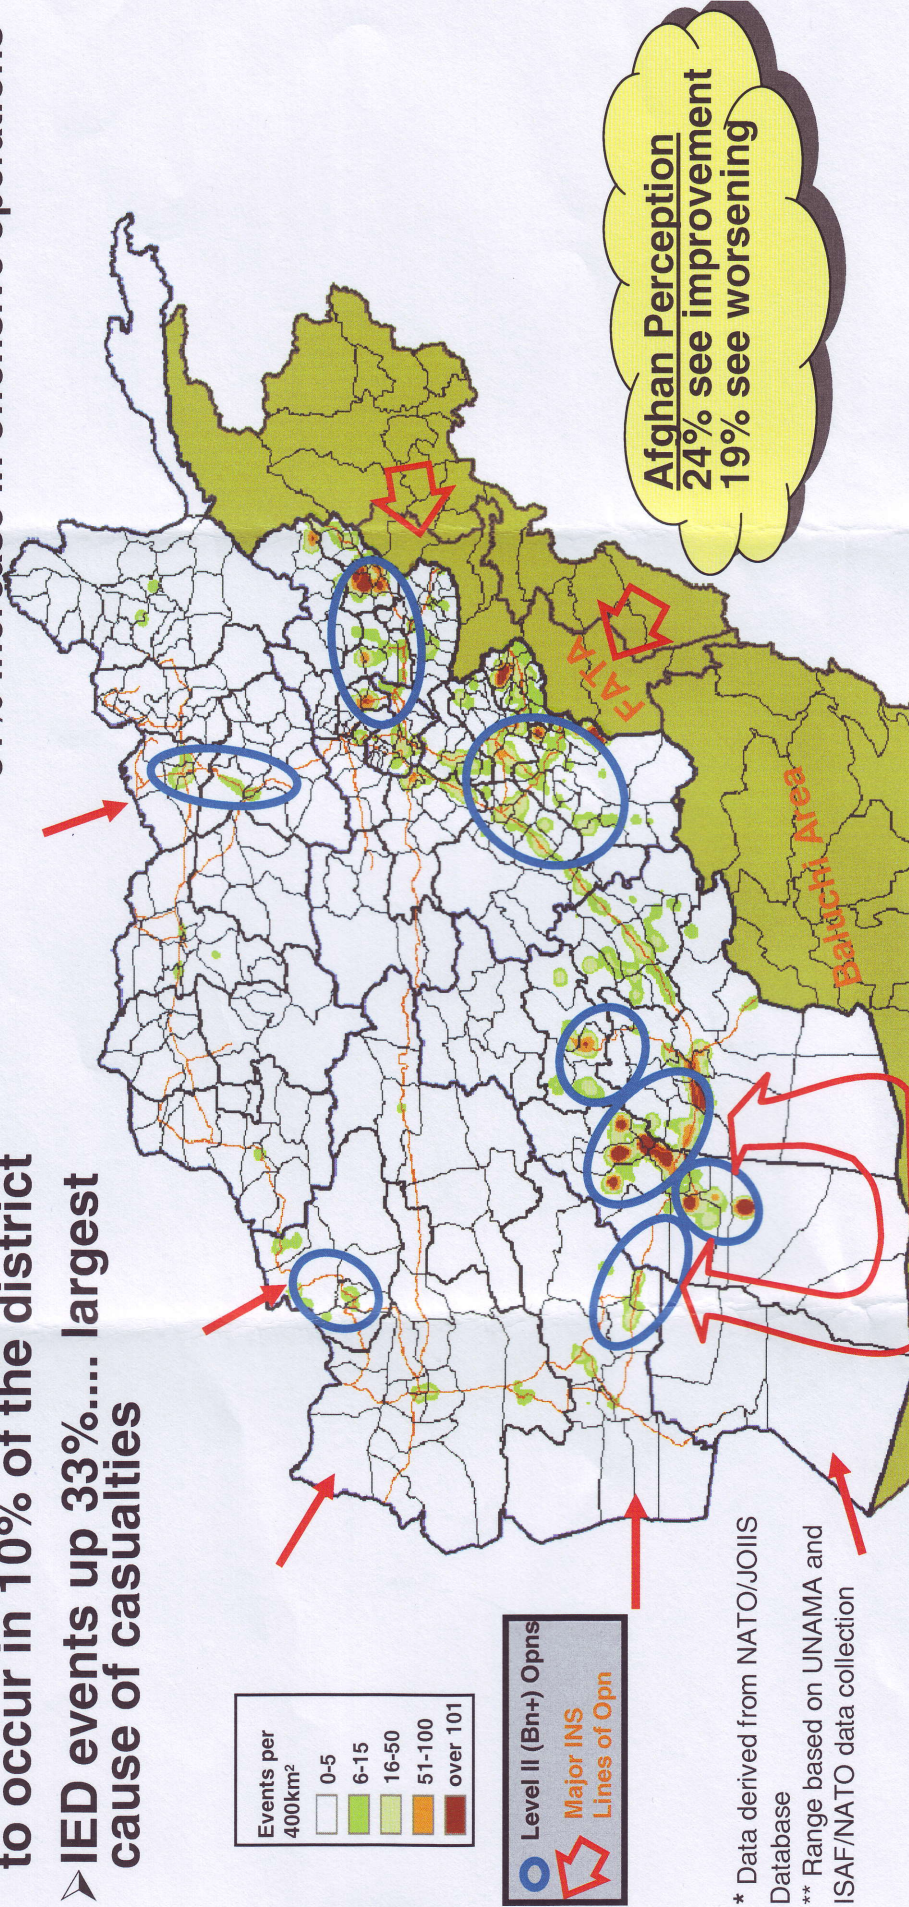 to occur in 10% of the district
➢ IED events up 33%.... largest
cause of casualties
Events per
400km²
0-5
6-15
16-50
51-100
over 101
Level II (Bn+) Opns
Major INS
Lines of Opn
* Data derived from NATO/JOIIS
Database
** Range based on UNAMA and
ISAF/NATO data collection
FATA
Baluchi Area
Afghan Perception
24% see improvement
19% see worsening